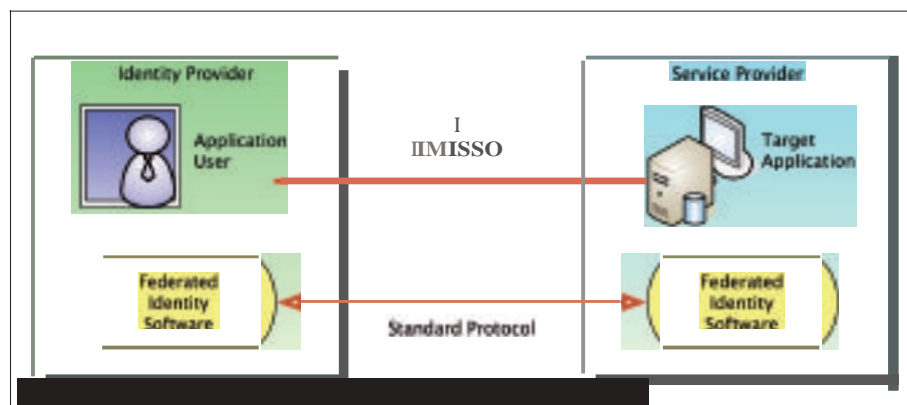 Identity Provider
Application
User
I
IIMISSO
Service Provider
Target
Application
Federated
Identity
Software
Standard Protocol
Federated
Identity
Software